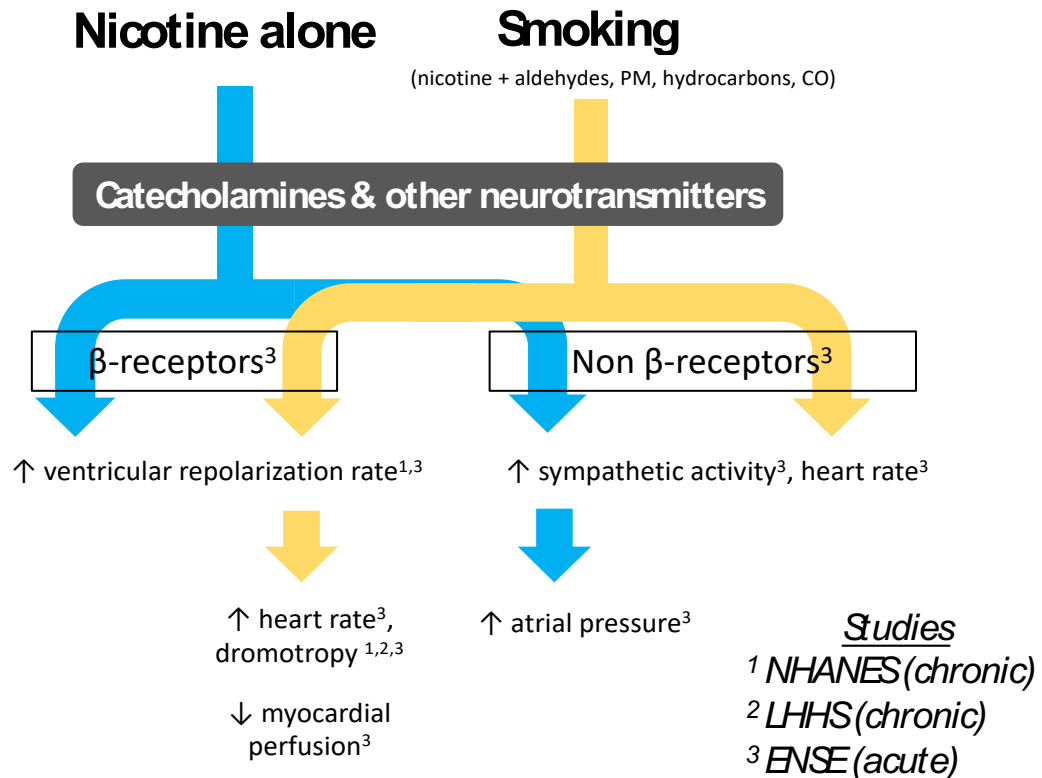 Nicotine alone
Smoking
(nicotine + aldehydes, PM, hydrocarbons, CO)
Catecholamines & other neurotransmitters
β-receptors³
Non β-receptors³
↑ ventricular repolarization rate¹,³
↑ sympathetic activity³, heart rate³
↑ heart rate³,
dromotropy ¹,²,³
↓ myocardial
perfusion³
↑ atrial pressure³
Studies
¹ NHANES (chronic)
² LHHS (chronic)
³ ENSE (acute)